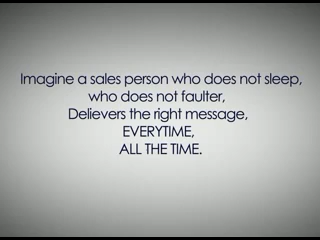 Imagine a sales person who does not sleep,
who does not faulter,
Delievers the right message,
EVERYTIME,
ALL THE TIME.